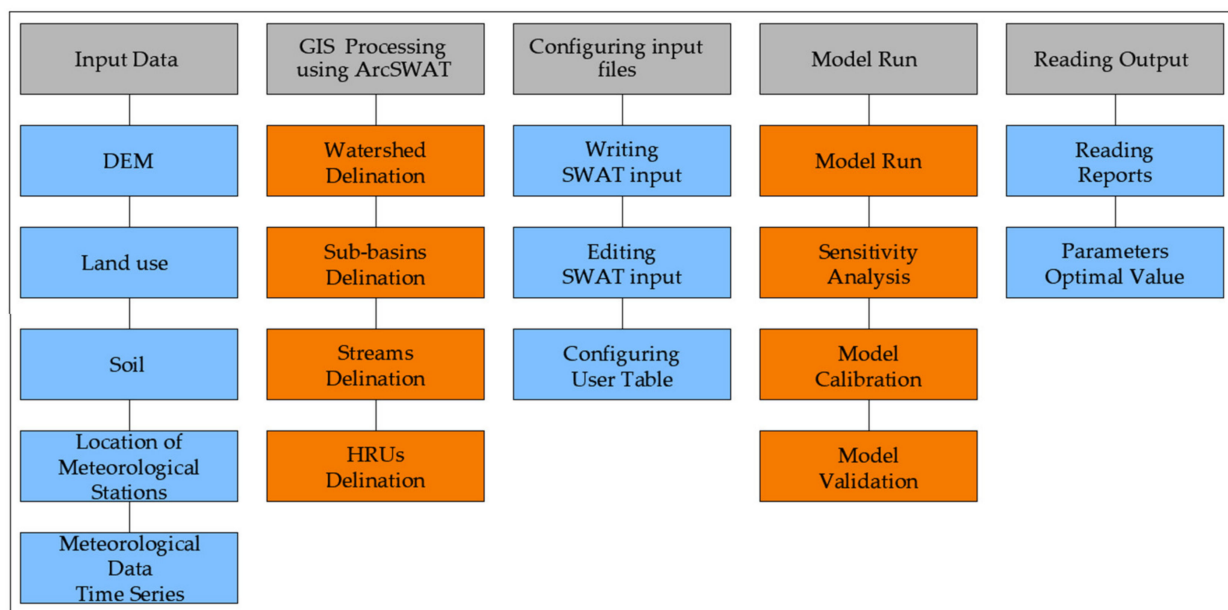 Input Data
DEM
Land use
Soil
Location of
Meteorological
Stations
Meteorological
Data
Time Series
GIS Processing
using ArcSWAT
Watershed
Delination
Sub-basins
Delination
Streams
Delination
HRUs
Delination
Configuring input
files
Writing
SWAT input
Editing
SWAT input
Configuring
User Table
Model Run
Model Run
Sensitivity
Analysis
Model
Calibration
Model
Validation
Reading Output
Reading
Reports
Parameters
Optimal Value